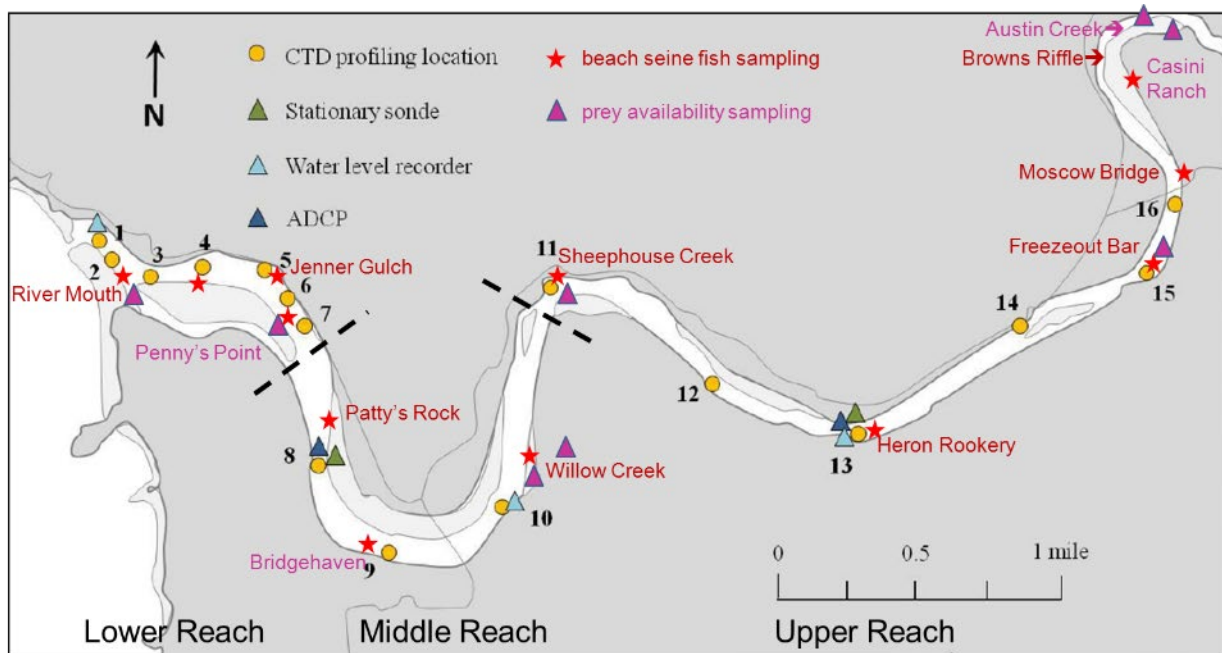 Austin Creek
Browns Riffle
Casini
Ranch
CTD profiling location
beach seine fish sampling
N
Stationary sonde
prey availability sampling
Water level recorder
Moscow Bridge
ADCP
16
1
2
3
4
5
6
7
Jenner Gulch
River Mouth
Penny's Point
11
Sheephouse Creek
Freezeout Bar
15
14
12
Patty's Rock
8
13
Heron Rookery
Willow Creek
10
Bridgehaven
9
0 0.5 1 mile
Lower Reach Middle Reach Upper Reach